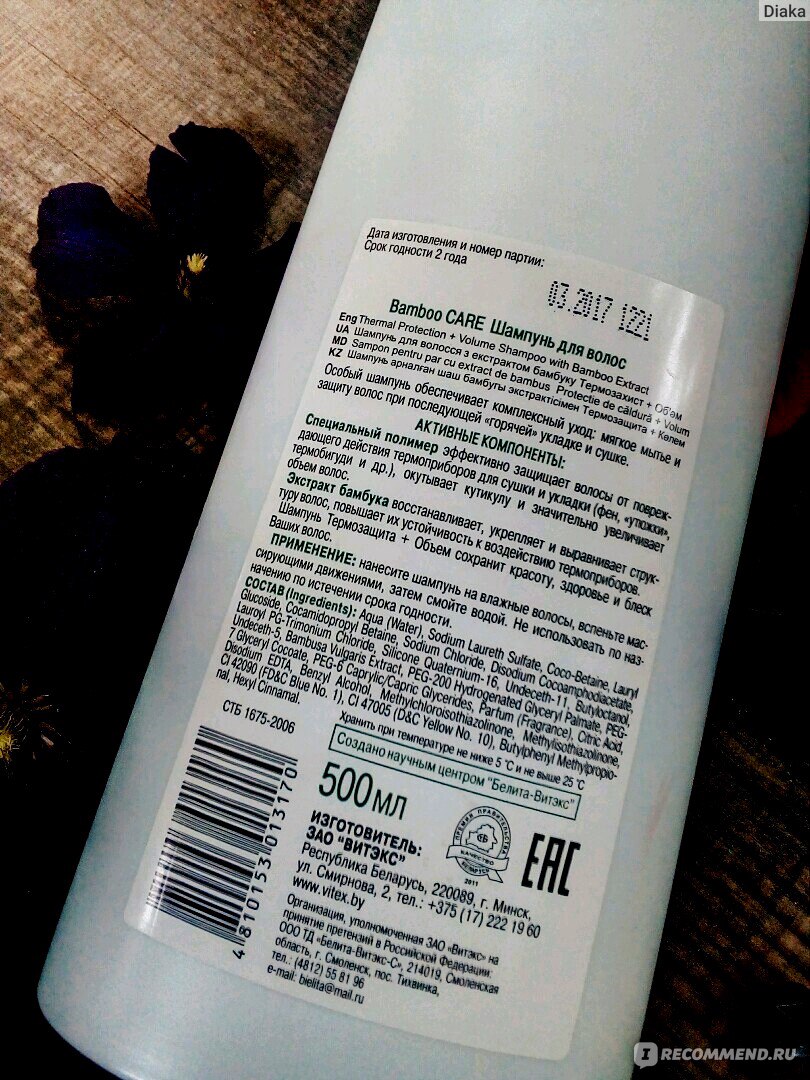 Diaka
Дата изготовления и номер партии:
Срок годности 2 года
03.2017 1221
Bamboo CARE Шампунь для волос
Eng Thermal Protection + Volume Shampoo with Bamboo Extract
UA Шампунь для волосся з екстрактом бамбуку Термозахист + Об'єм
MD Sampon pentru par cu extract de bambus Protectie de căldură + Volum
KZ Шампунь арналған шаш бамбугы экстрактісімен Термозащита + Көлем
Особый шампунь обеспечивает комплексный уход: мягкое мытье и
защиту волос при последующей «горячей» укладке и сушке.
АКТИВНЫЕ КОМПОНЕНТЫ:
Специальный полимер эффективно защищает волосы от повреж-
дающего действия термоприборов для сушки и укладки (фен, «утюжки»,
термобигуди и др.), окутывает кутикулу и значительно увеличивает
объем волос.
Экстракт бамбука восстанавливает, укрепляет и выравнивает струк-
туру волос, повышает их устойчивость к воздействию термоприборов.
Шампунь Термозащита + Объем сохранит красоту, здоровье и блеск
Ваших волос.
ПРИМЕНЕНИЕ: нанесите шампунь на влажные волосы, вспеньте мас-
сирующими движениями, затем смойте водой. Не использовать по наз-
начению по истечении срока годности.
СОСТАВ (Ingredients): Aqua (Water), Sodium Laureth Sulfate, Coco-Betaine, Lauryl
Glucoside, Cocamidopropyl Betaine, Sodium Chloride, Disodium Cocoamphodiacetate,
Lauroyl PG-Trimonium Chloride, Silicone Quaternium-16, Undeceth-11, Butyloctanol,
Undeceth-5, Bambusa Vulgaris Extract, PEG-200 Hydrogenated Glyceryl Palmate, PEG-
7 Glyceryl Cocoate, PEG-6 Caprylic/Capric Glycerides, Parfum (Fragrance), Citric Acid,
Disodium EDTA, Benzyl Alcohol, Methylchloroisothiazolinone, Methylisothiazolinone,
CI 42090 (FD&C Blue No. 1), CI 47005 (D&C Yellow No. 10), Butylphenyl Methylpropio-
nal, Hexyl Cinnamal.
СТБ 1675-2006
Хранить при температуре не ниже 5 °C и не выше 25 °C
Создано научным центром "Белита-Витэкс"
500мл
4 810153 013170
ПРЕМИЯ ПРАВИТЕЛЬСТВА
КАЧЕСТВО
БЕЛАРУСЬ
2011
EAC
ИЗГОТОВИТЕЛЬ:
ЗАО "ВИТЭКС"
Республика Беларусь, 220089, г. Минск,
ул. Смирнова, 2, тел.: +375 (17) 222 19 60
www.vitex.by
Организация, уполномоченная ЗАО «Витэкс» на
принятие претензий в Российской Федерации:
ООО ТД «Белита-Витэкс-С», 214019, Смоленская
область, г. Смоленск, пос. Тихвинка,
тел.: (4812) 55 81 96
e-mail: bielita@mail.ru
IRECOMMEND.RU